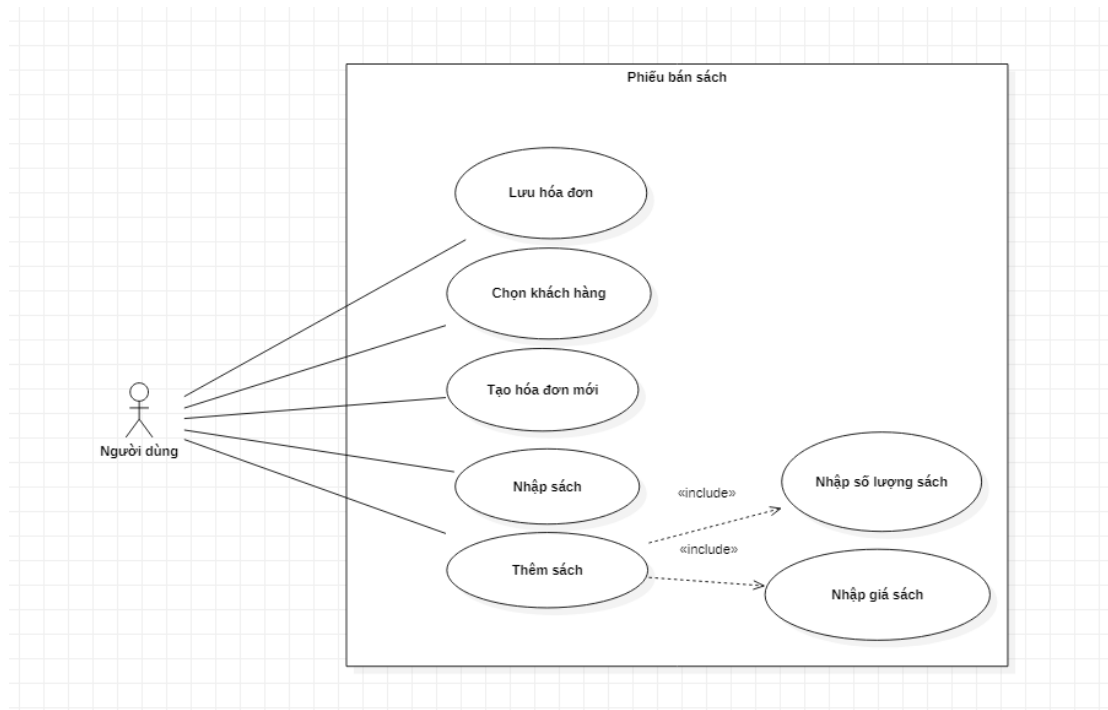 Phiếu bán sách
Lưu hóa đơn
Chọn khách hàng
Tạo hóa đơn mới
Người dùng
Nhập sách
Nhập số lượng sách
«include»
«include»
Thêm sách
Nhập giá sách